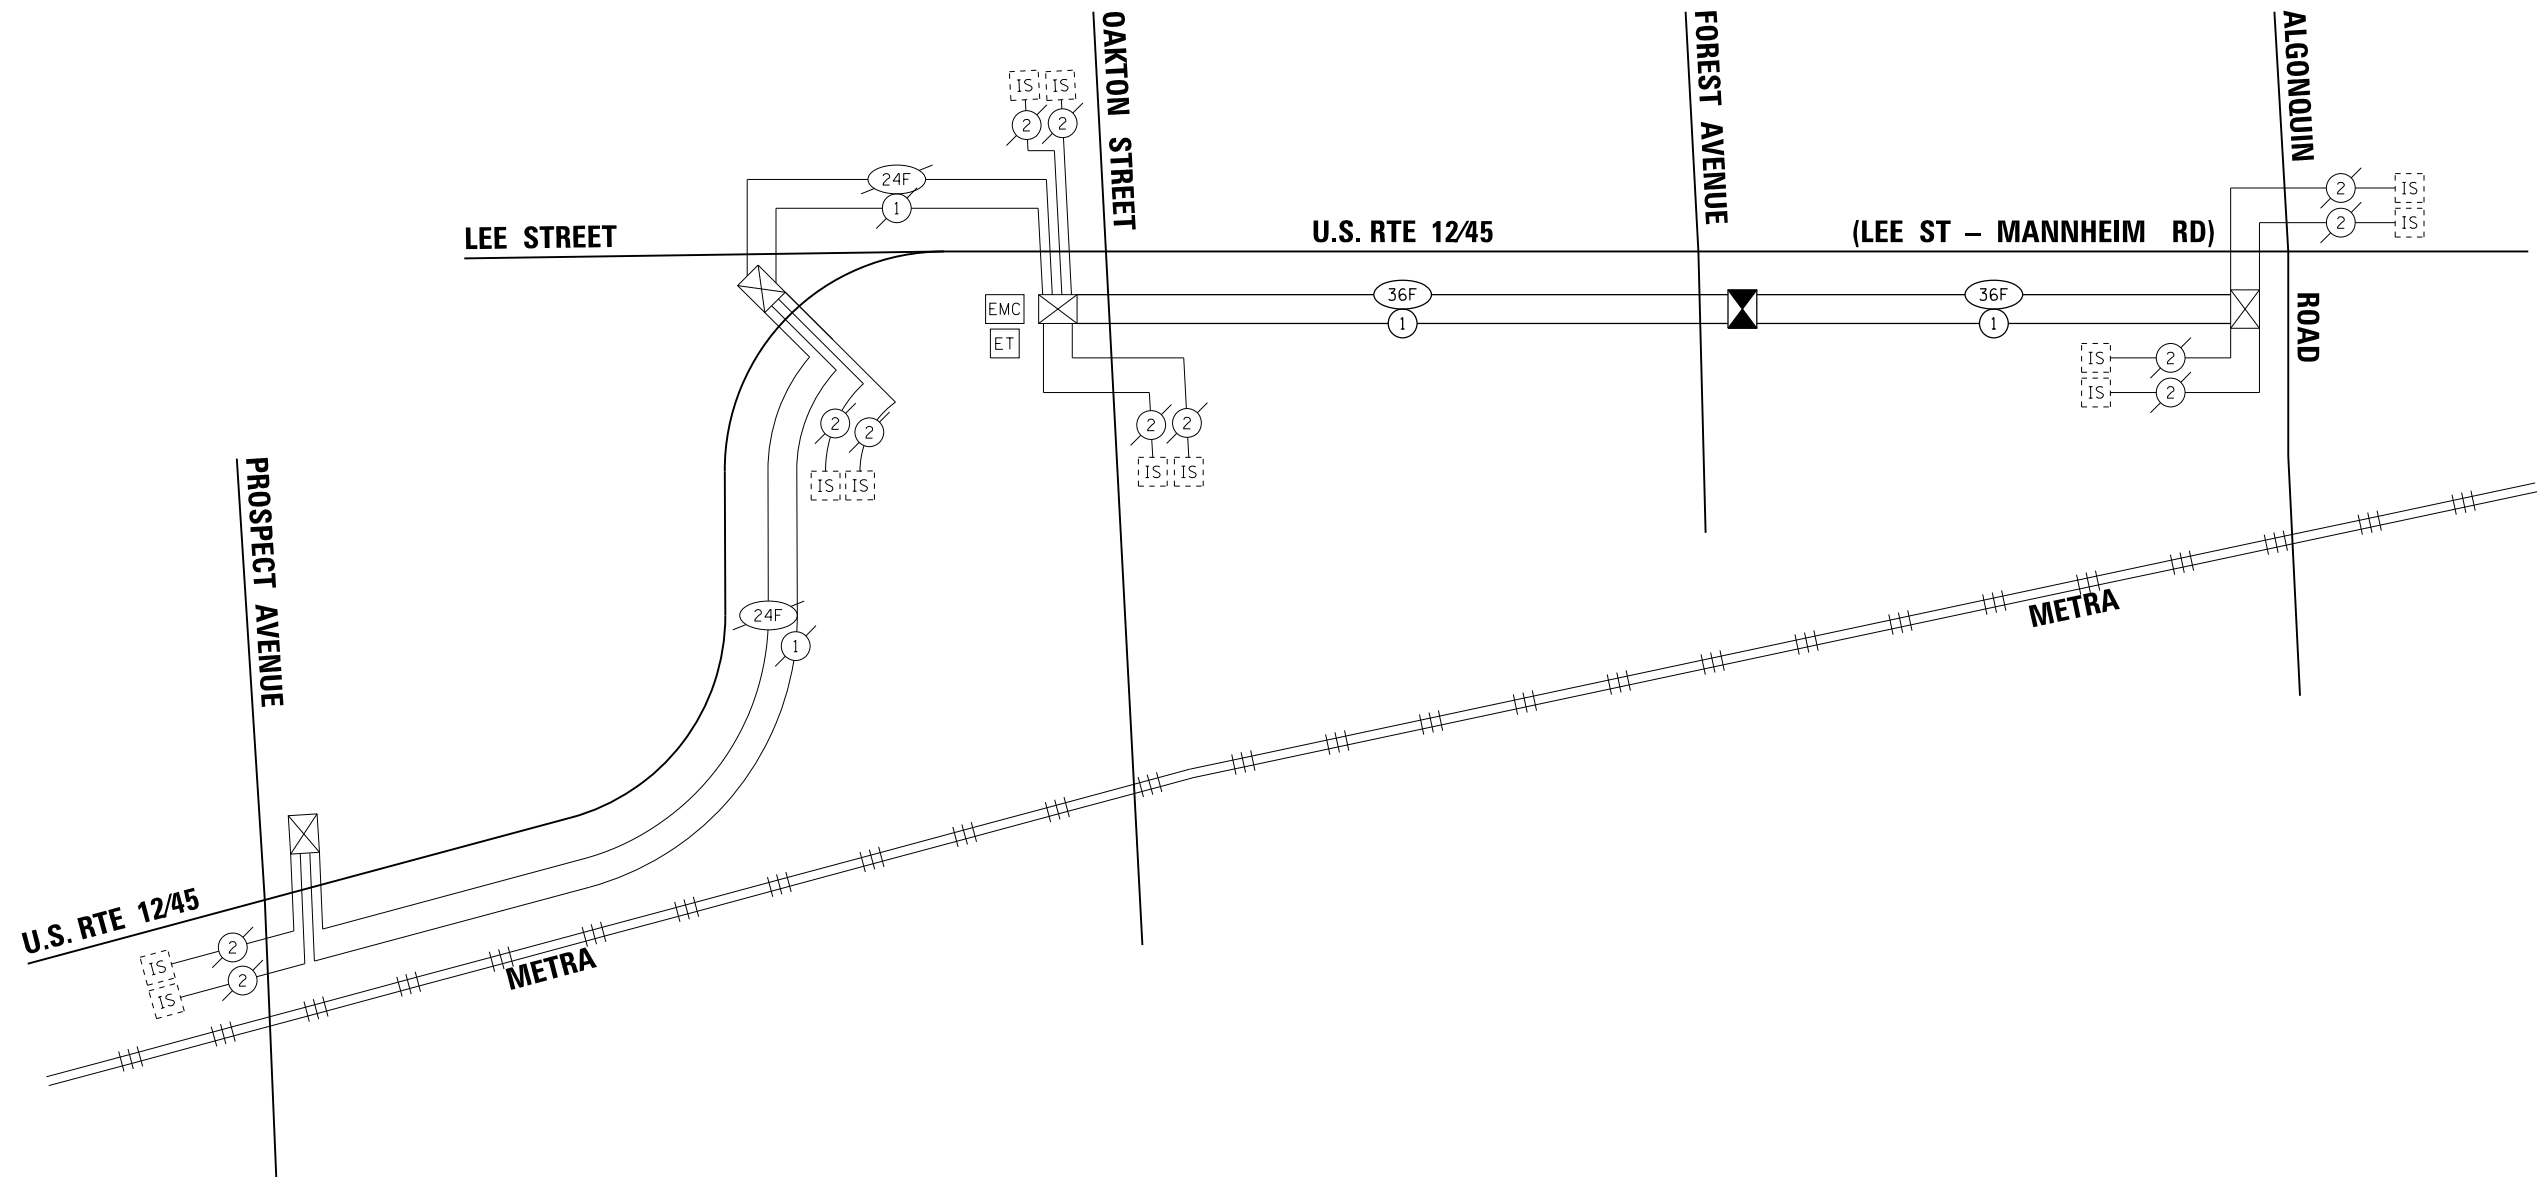 OAKTON STREET
FOREST AVENUE
ALGONQUIN
ROAD
IS
IS
2
2
24F
1
LEE STREET
U.S. RTE 12/45
(LEE ST – MANNHEIM RD)
2
IS
2
IS
EMC
ET
36F
1
36F
1
IS
2
IS
2
2
2
IS
IS
2
2
IS
IS
PROSPECT AVENUE
24F
1
METRA
U.S. RTE 12/45
IS
2
IS
2
METRA